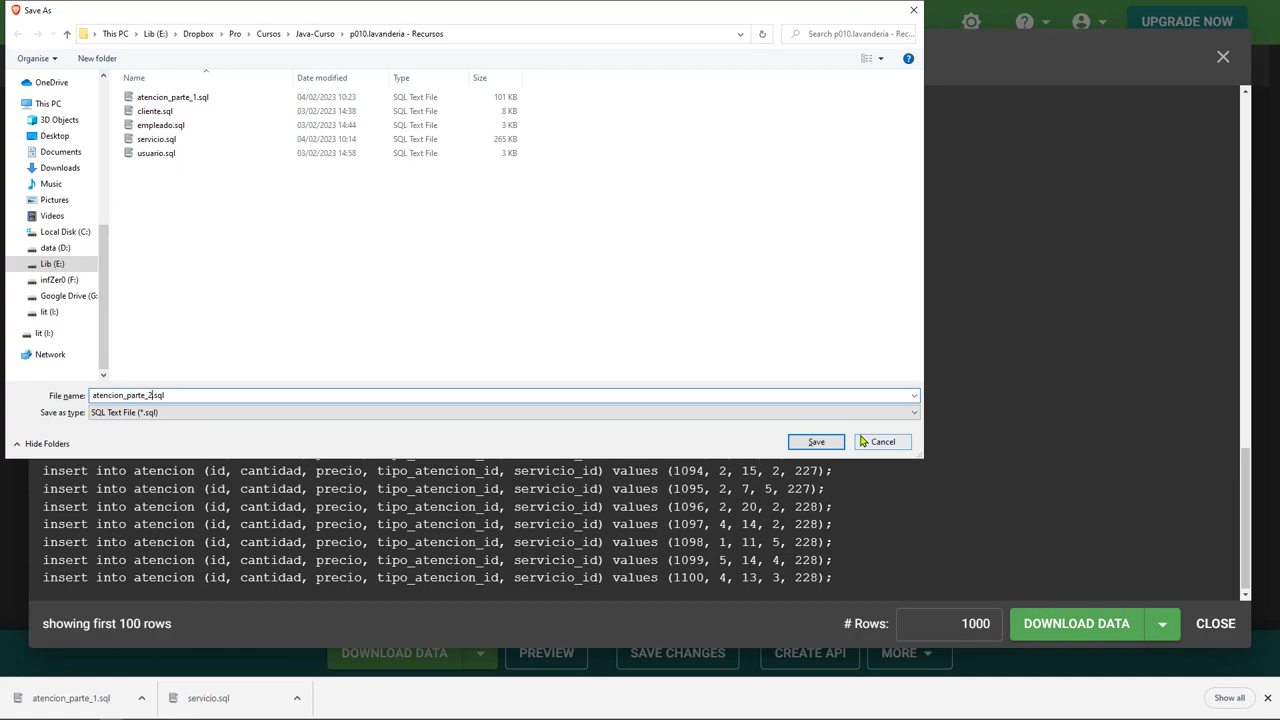 Save As
UPGRADE NOW
This PC > Lib (E:) > Dropbox > Pro > Cursos > Java-Curso > p010.lavanderia - Recursos
Search p010.lavanderia - Rec...
Organise
New folder
Name Date modified Type Size
atencion_parte_1.sql 04/02/2023 10:23 SQL Text File 101 KB
cliente.sql 03/02/2023 14:38 SQL Text File 8 KB
empleado.sql 03/02/2023 14:44 SQL Text File 3 KB
servicio.sql 04/02/2023 10:14 SQL Text File 265 KB
usuario.sql 03/02/2023 14:58 SQL Text File 3 KB
OneDrive
This PC
3D Objects
Desktop
Documents
Downloads
Music
Pictures
Videos
Local Disk (C:)
data (D:)
Lib (E:)
infZer0 (F:)
Google Drive (G:
lit (I:)
lit (I:)
Network
File name: atencion_parte_2.sql
Save as type: SQL Text File (*.sql)
Hide Folders
Save
Cancel
insert into atencion (id, cantidad, precio, tipo_atencion_id, servicio_id) values (1094, 2, 15, 2, 227);
insert into atencion (id, cantidad, precio, tipo_atencion_id, servicio_id) values (1095, 2, 7, 5, 227);
insert into atencion (id, cantidad, precio, tipo_atencion_id, servicio_id) values (1096, 2, 20, 2, 228);
insert into atencion (id, cantidad, precio, tipo_atencion_id, servicio_id) values (1097, 4, 14, 2, 228);
insert into atencion (id, cantidad, precio, tipo_atencion_id, servicio_id) values (1098, 1, 11, 5, 228);
insert into atencion (id, cantidad, precio, tipo_atencion_id, servicio_id) values (1099, 5, 14, 4, 228);
insert into atencion (id, cantidad, precio, tipo_atencion_id, servicio_id) values (1100, 4, 13, 3, 228);
showing first 100 rows
# Rows: 1000
DOWNLOAD DATA
CLOSE
DOWNLOAD DATA
PREVIEW
SAVE CHANGES
CREATE API
MORE
atencion_parte_1.sql
servicio.sql
Show all